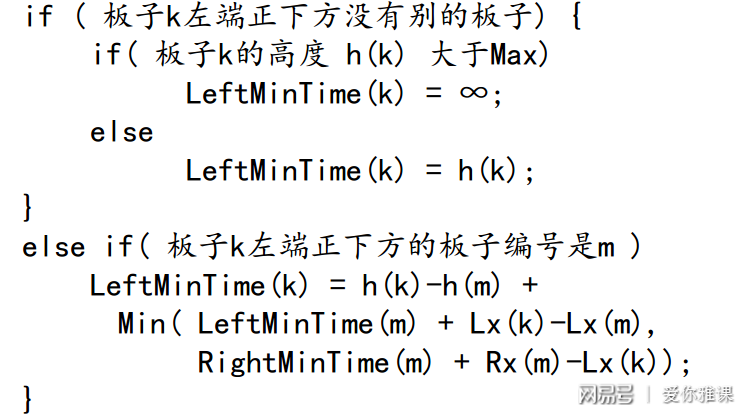 if ( 板子k左端正下方没有别的板子) {
if( 板子k的高度 h(k) 大于Max)
LeftMinTime(k) = ∞;
else
LeftMinTime(k) = h(k);
}
else if( 板子k左端正下方的板子编号是m )
LeftMinTime(k) = h(k)-h(m) +
Min( LeftMinTime(m) + Lx(k)-Lx(m),
RightMinTime(m) + Rx(m)-Lx(k));
}
网易号 | 爱你雅课